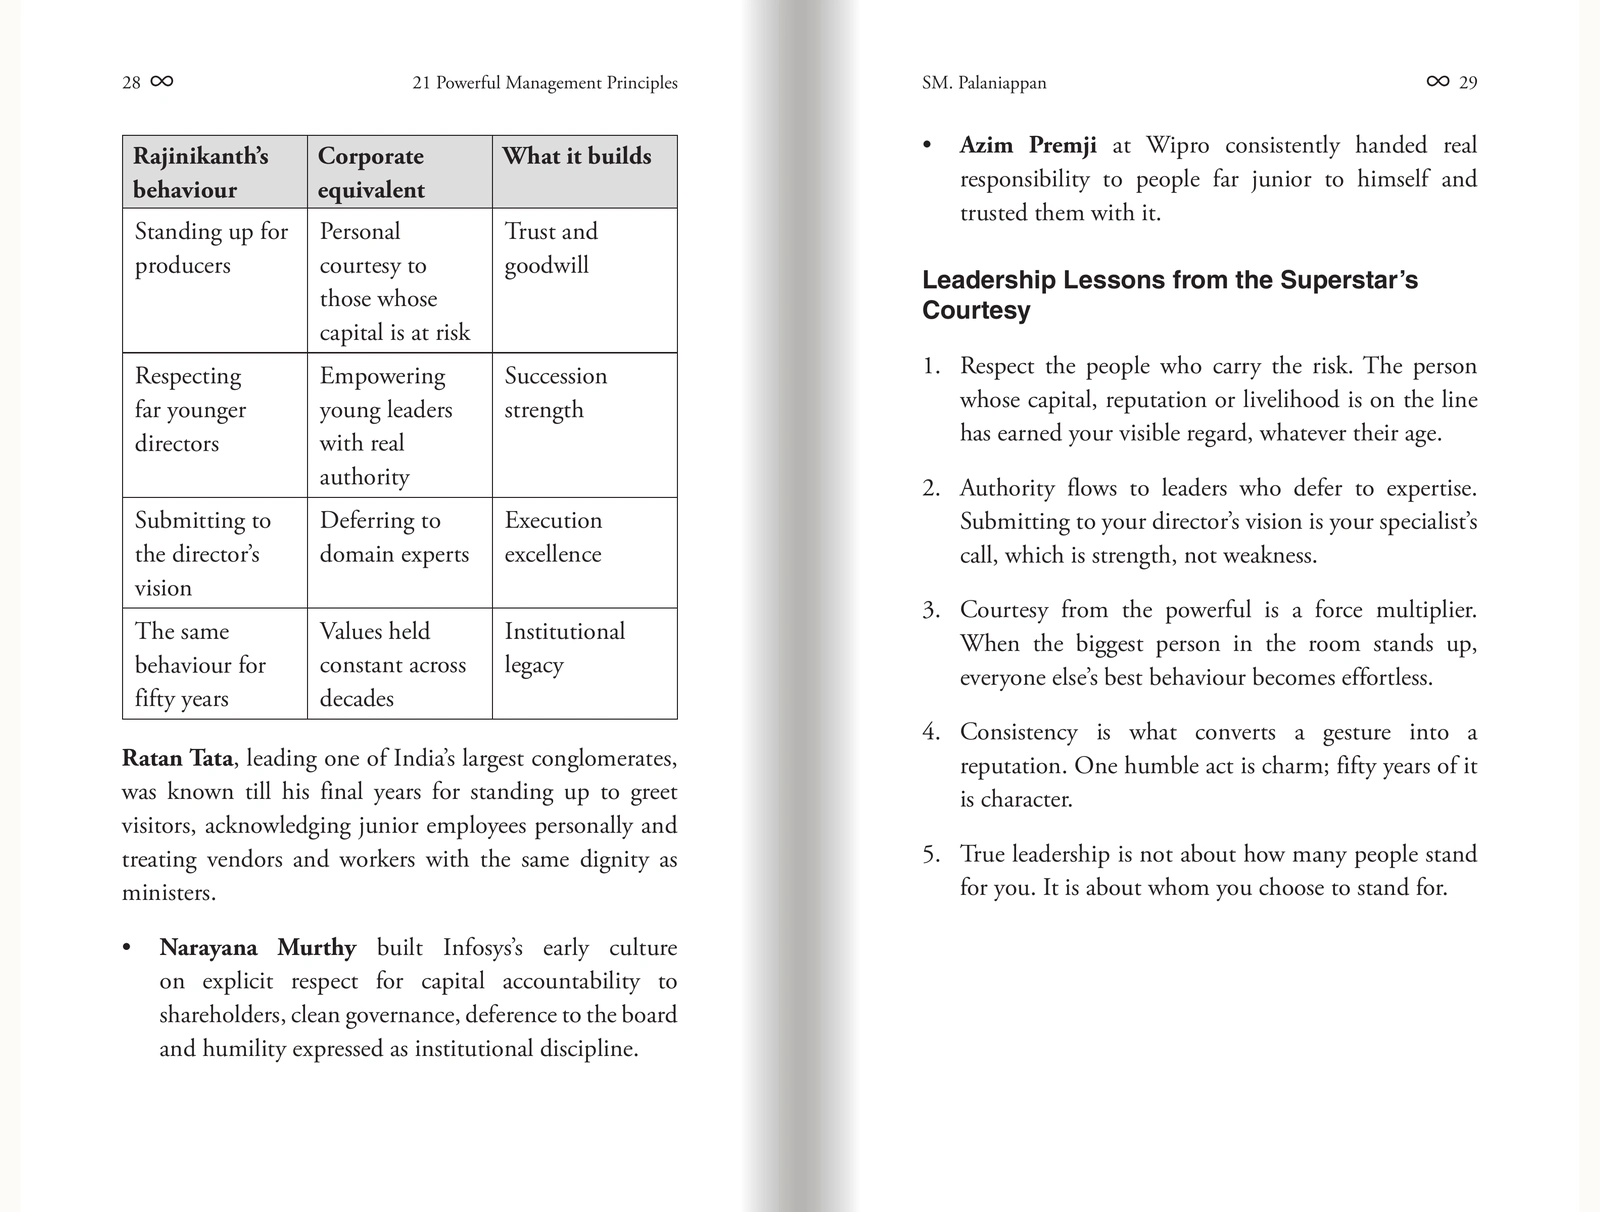 28 ∞ 21 Powerful Management Principles
Rajinikanth’s behaviour | Corporate equivalent | What it builds
Standing up for producers | Personal courtesy to those whose capital is at risk | Trust and goodwill
Respecting far younger directors | Empowering young leaders with real authority | Succession strength
Submitting to the director’s vision | Deferring to domain experts | Execution excellence
The same behaviour for fifty years | Values held constant across decades | Institutional legacy
Ratan Tata, leading one of India’s largest conglomerates,
was known till his final years for standing up to greet
visitors, acknowledging junior employees personally and
treating vendors and workers with the same dignity as
ministers.
• Narayana Murthy built Infosys’s early culture
on explicit respect for capital accountability to
shareholders, clean governance, deference to the board
and humility expressed as institutional discipline.
SM. Palaniappan ∞ 29
• Azim Premji at Wipro consistently handed real
responsibility to people far junior to himself and
trusted them with it.
Leadership Lessons from the Superstar’s
Courtesy
1. Respect the people who carry the risk. The person
whose capital, reputation or livelihood is on the line
has earned your visible regard, whatever their age.
2. Authority flows to leaders who defer to expertise.
Submitting to your director’s vision is your specialist’s
call, which is strength, not weakness.
3. Courtesy from the powerful is a force multiplier.
When the biggest person in the room stands up,
everyone else’s best behaviour becomes effortless.
4. Consistency is what converts a gesture into a
reputation. One humble act is charm; fifty years of it
is character.
5. True leadership is not about how many people stand
for you. It is about whom you choose to stand for.